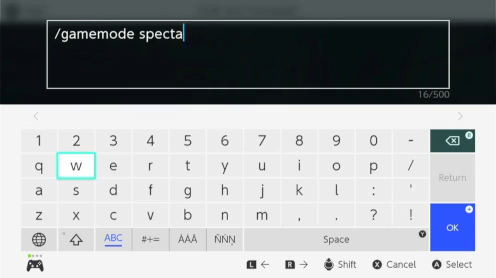 /gamemode specta
16/500
1 2 3 4 5 6 7 8 9 0 -
q w e r t y u i o p /
Return
a s d f g h j k l : '
z x c v b n m , . ? !
OK
ABC #+= ÀÁÂ ÑŃŅ Space
L ← R → Shift X Cancel A Select